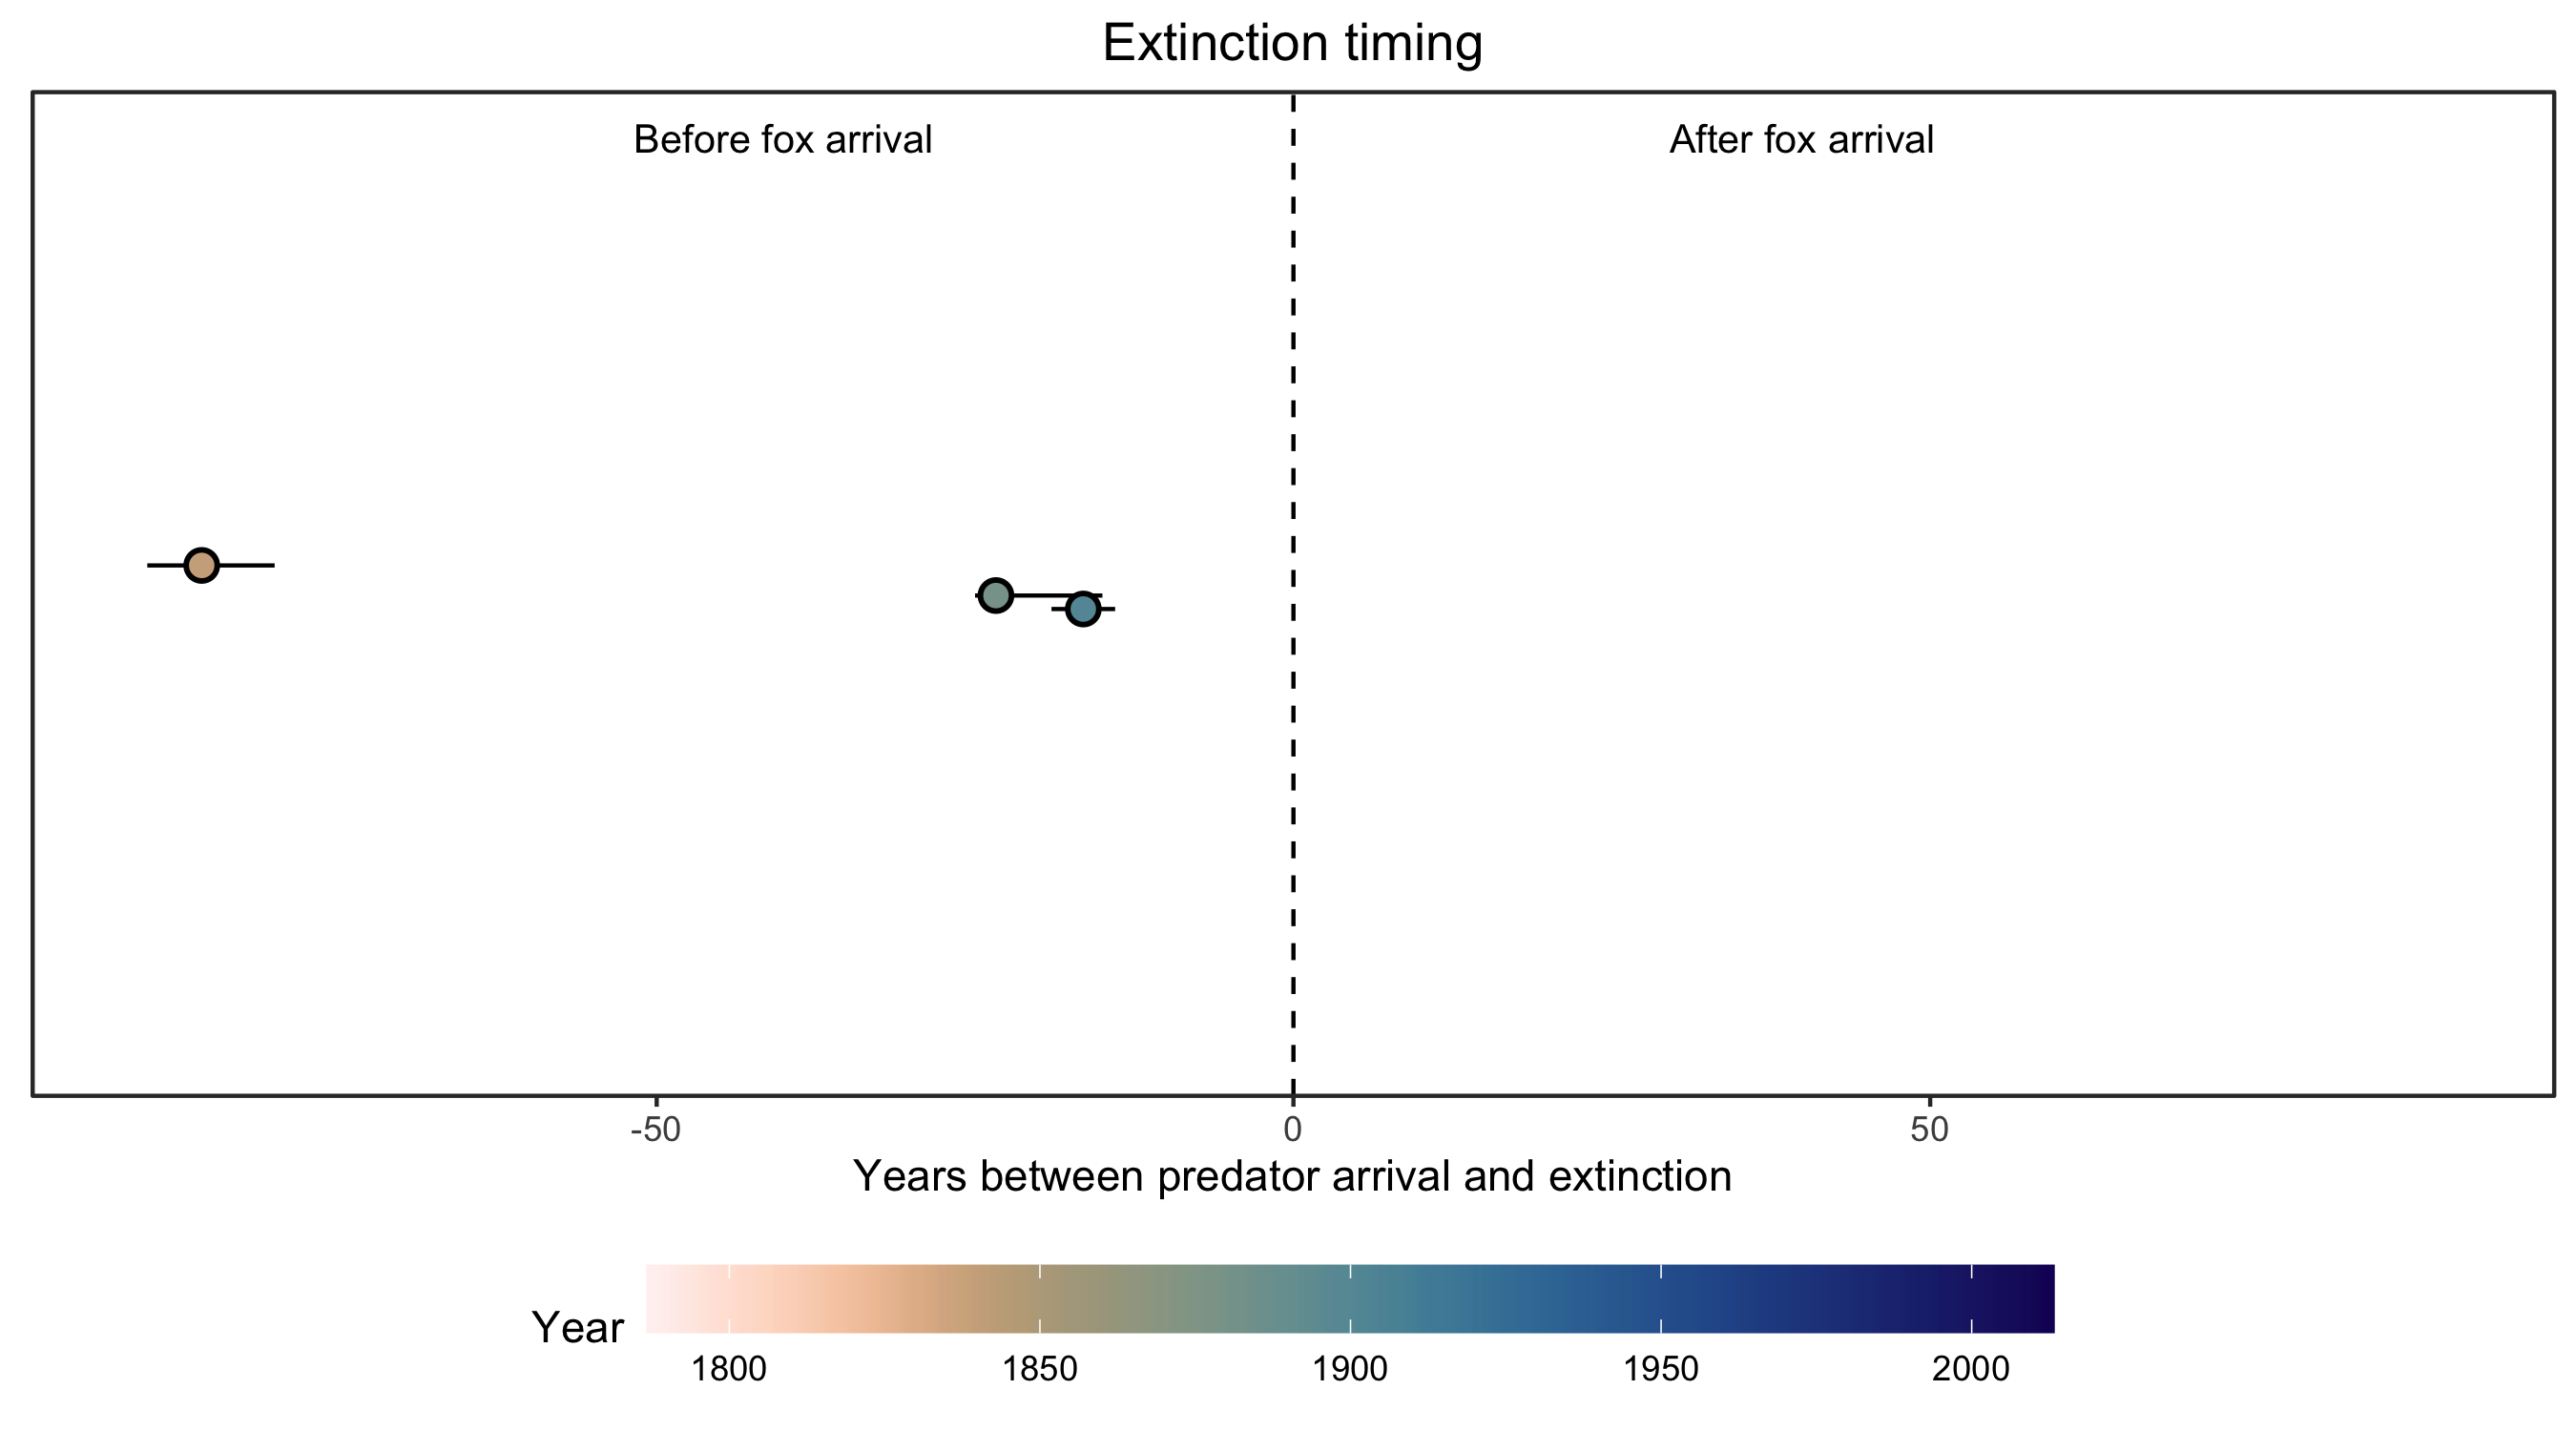 Extinction timing
Before fox arrival
After fox arrival
-50
0
50
Years between predator arrival and extinction
Year
1800
1850
1900
1950
2000